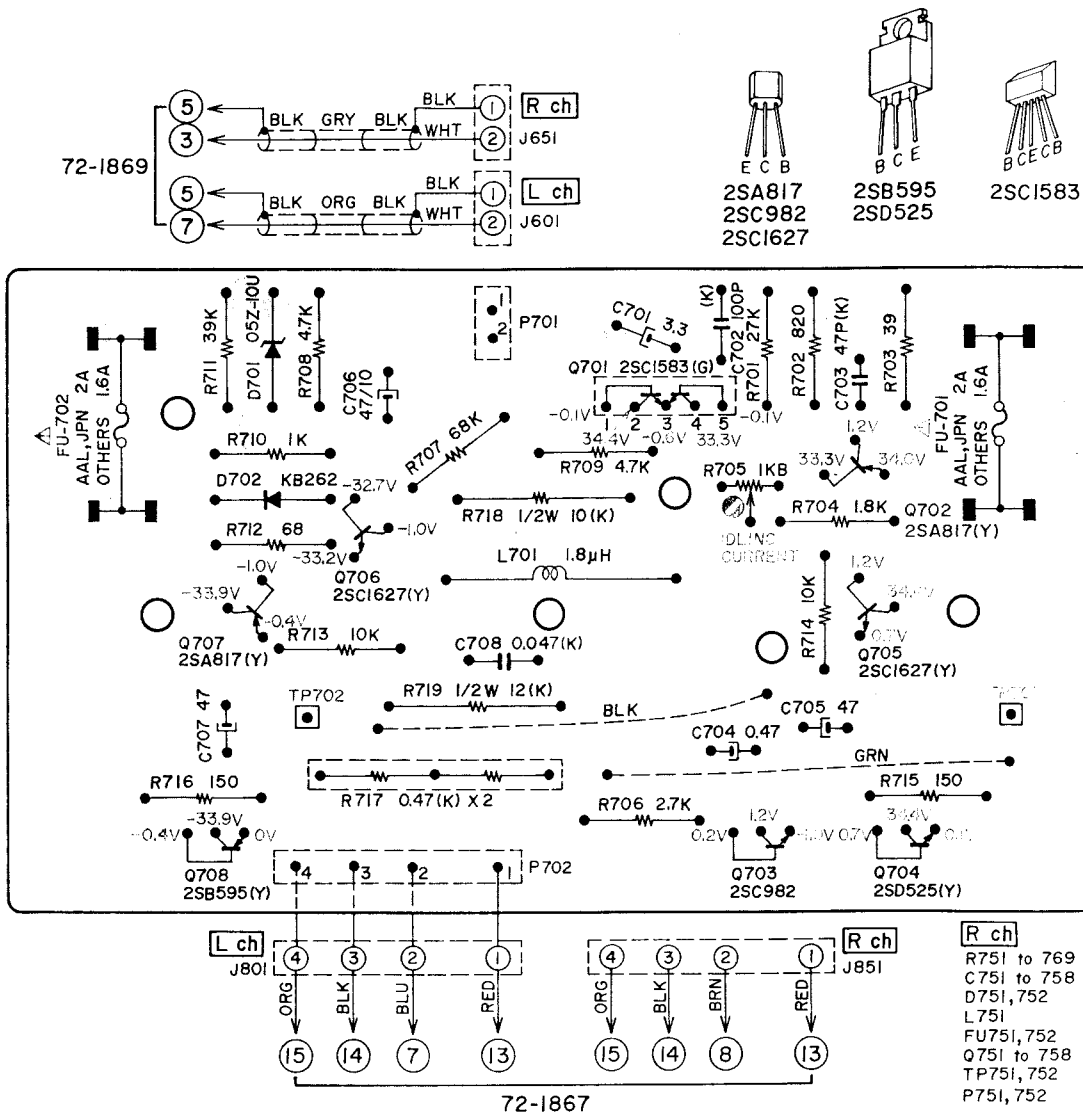 72-1869
5
3
5
7
BLK GRY BLK
BLK
WHT
1
2
R ch
J651
BLK ORG BLK
BLK
WHT
1
2
L ch
J601
E C B
2SA817
2SC982
2SC1627
B C E
2SB595
2SD525
B C E C B
2SC1583
FU-702
AAL, JPN 2A
OTHERS 1.6A
R711 39K
D701 05Z-10U
R708 4.7K
C706
47/10
1
2
P701
C701 3.3
C702 100P
(K)
R701 27K
R702 820
C703 47P(K)
R703 39
FU-701
AAL, JPN 2A
OTHERS 1.6A
Q701 2SC1583(G)
1 2 3 4 5
-0.1V
34.4V
-0.6V
33.3V
-0.1V
R710 1K
R707 68K
R709 4.7K
R705 1KB
1.2V
33.3V
D702 KB262
-32.7V
R718 1/2W 10(K)
R704 1.8K
Q702
2SA817(Y)
R712 68
-1.0V
-33.2V
Q706
2SC1627(Y)
IDLING
CURRENT
L701 1.8μH
-1.0V
-33.9V
-0.4V
Q707
2SA817(Y)
R713 10K
C708 0.047(K)
R714 10K
1.2V
Q705
2SC1627(Y)
C707 47
TP702
R719 1/2W 12(K)
BLK
C705 47
C704 0.47
GRN
R716 150
R717 0.47(K) X2
R706 2.7K
R715 150
-0.4V
-33.9V
0V
Q708
2SB595(Y)
4 3 2 1
P702
0.2V
1.2V
Q703
2SC982
0.7V
34.4V
Q704
2SD525(Y)
L ch
J801
4 3 2 1
ORG BLK BLU RED
15 14 7 13
4 3 2 1
R ch
J851
ORG BLK BRN RED
15 14 8 13
72-1867
R ch
R751 to 769
C751 to 758
D751,752
L751
FU751,752
Q751 to 758
TP751,752
P751,752